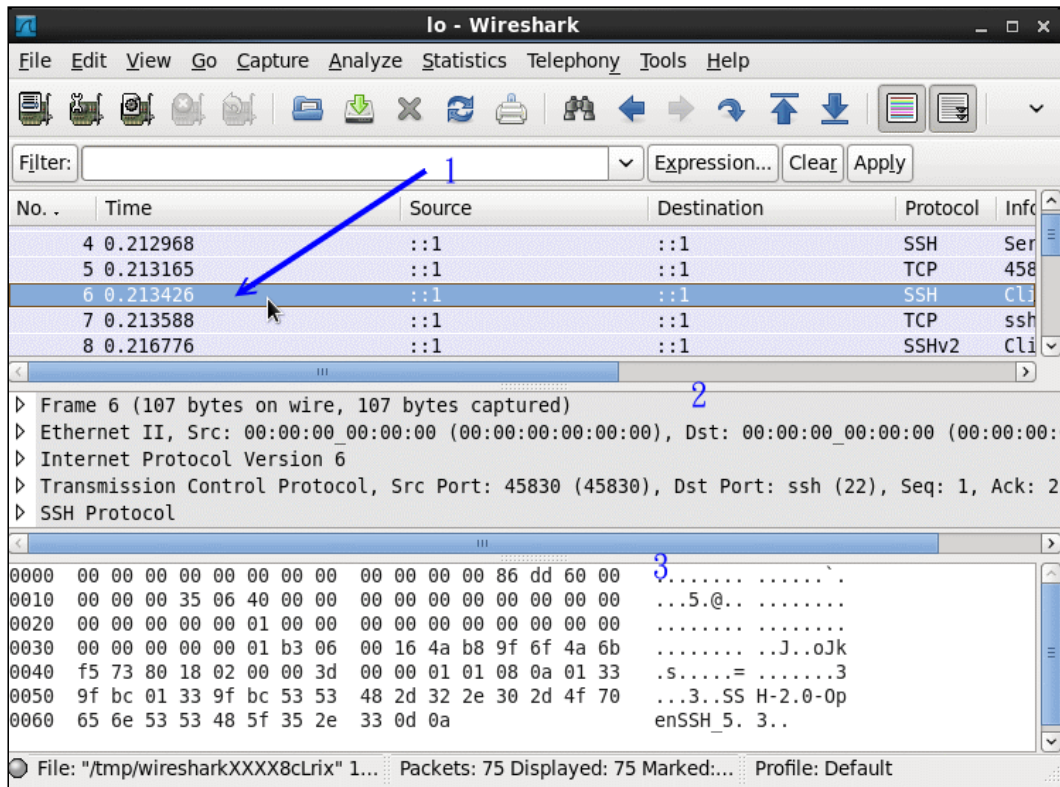 lo - Wireshark
File Edit View Go Capture Analyze Statistics Telephony Tools Help
Filter: Expression... Clear Apply
1
No. . Time Source Destination Protocol Info
4 0.212968 ::1 ::1 SSH Ser
5 0.213165 ::1 ::1 TCP 458
6 0.213426 ::1 ::1 SSH Cli
7 0.213588 ::1 ::1 TCP ssh
8 0.216776 ::1 ::1 SSHv2 Cli
2
Frame 6 (107 bytes on wire, 107 bytes captured)
Ethernet II, Src: 00:00:00_00:00:00 (00:00:00:00:00:00), Dst: 00:00:00_00:00:00 (00:00:00:
Internet Protocol Version 6
Transmission Control Protocol, Src Port: 45830 (45830), Dst Port: ssh (22), Seq: 1, Ack: 2
SSH Protocol
3
0000 00 00 00 00 00 00 00 00 00 00 00 00 86 dd 60 00 ........ ......`.
0010 00 00 00 35 06 40 00 00 00 00 00 00 00 00 00 00 ...5.@.. ........
0020 00 00 00 00 00 01 00 00 00 00 00 00 00 00 00 00 ........ ........
0030 00 00 00 00 00 01 b3 06 00 16 4a b8 9f 6f 4a 6b ........ ..J..oJk
0040 f5 73 80 18 02 00 00 3d 00 00 01 01 08 0a 01 33 .s.....= .......3
0050 9f bc 01 33 9f bc 53 53 48 2d 32 2e 30 2d 4f 70 ...3..SS H-2.0-Op
0060 65 6e 53 53 48 5f 35 2e 33 0d 0a enSSH_5. 3..
File: "/tmp/wiresharkXXXX8cLrix" 1... Packets: 75 Displayed: 75 Marked:... Profile: Default